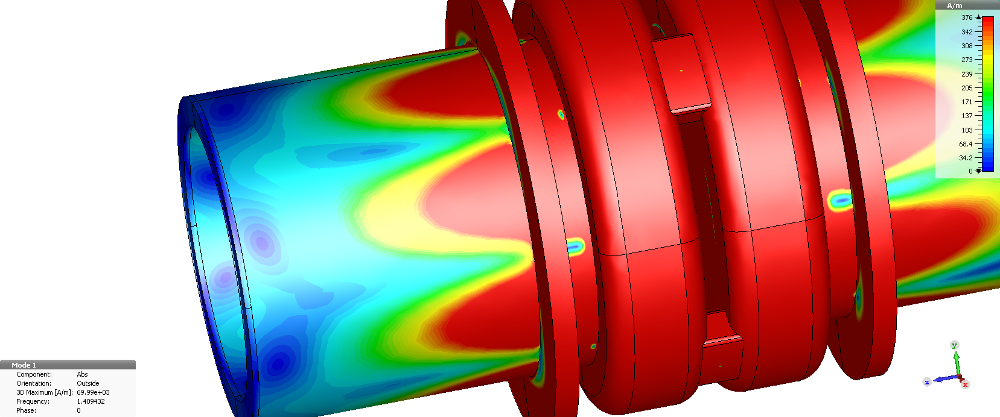 A/m
376
342
308
273
239
205
171
137
103
68.4
34.2
0
Mode 1
Component: Abs
Orientation: Outside
3D Maximum [A/m]: 69.99e+03
Frequency: 1.409432
Phase: 0
y
z
x